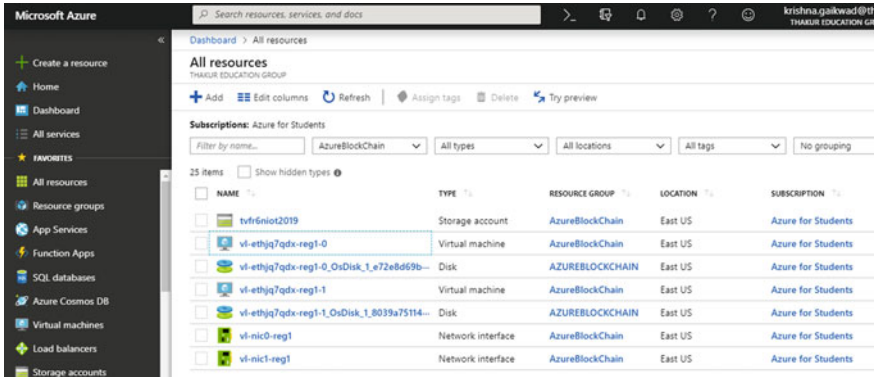 Microsoft Azure
Search resources, services, and docs
krishna.gaikwad@th
THAKUR EDUCATION GR
Create a resource
Home
Dashboard
All services
FAVORITES
All resources
Resource groups
App Services
Function Apps
SQL databases
Azure Cosmos DB
Virtual machines
Load balancers
Storage accounts
Dashboard > All resources
All resources
THAKUR EDUCATION GROUP
Add Edit columns Refresh Assign tags Delete Try preview
Subscriptions: Azure for Students
Filter by name... AzureBlockChain All types All locations All tags No grouping
25 items Show hidden types
NAME TYPE RESOURCE GROUP LOCATION SUBSCRIPTION
tvfr6niot2019 Storage account AzureBlockChain East US Azure for Students
vl-ethjq7qdx-reg1-0 Virtual machine AzureBlockChain East US Azure for Students
vl-ethjq7qdx-reg1-0_OsDisk_1_e72e8d69b... Disk AZUREBLOCKCHAIN East US Azure for Students
vl-ethjq7qdx-reg1-1 Virtual machine AzureBlockChain East US Azure for Students
vl-ethjq7qdx-reg1-1_OsDisk_1_8039a75114... Disk AZUREBLOCKCHAIN East US Azure for Students
vl-nic0-reg1 Network interface AzureBlockChain East US Azure for Students
vl-nic1-reg1 Network interface AzureBlockChain East US Azure for Students